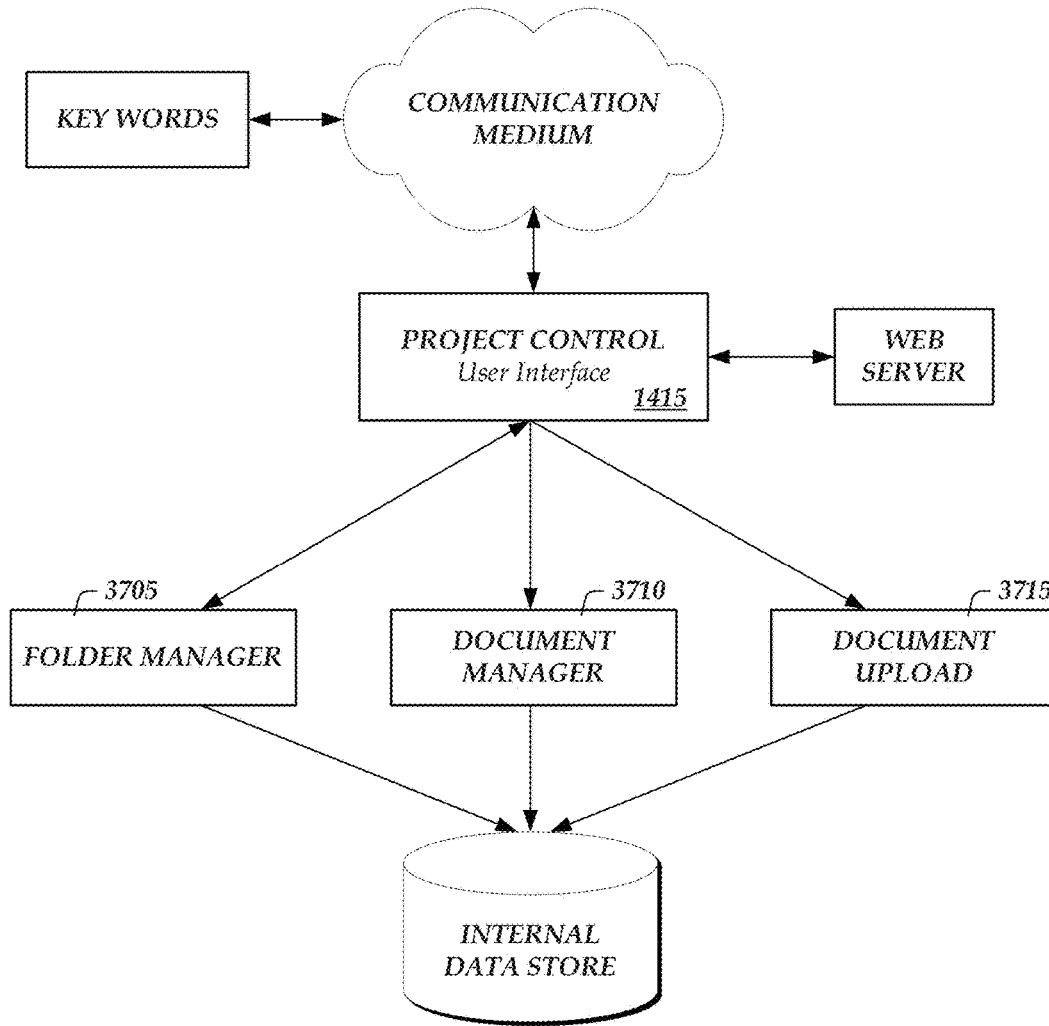 COMMUNICATION
MEDIUM
KEY WORDS
PROJECT CONTROL
User Interface
1415
WEB
SERVER
3705
FOLDER MANAGER
3710
DOCUMENT
MANAGER
3715
DOCUMENT
UPLOAD
INTERNAL
DATA STORE